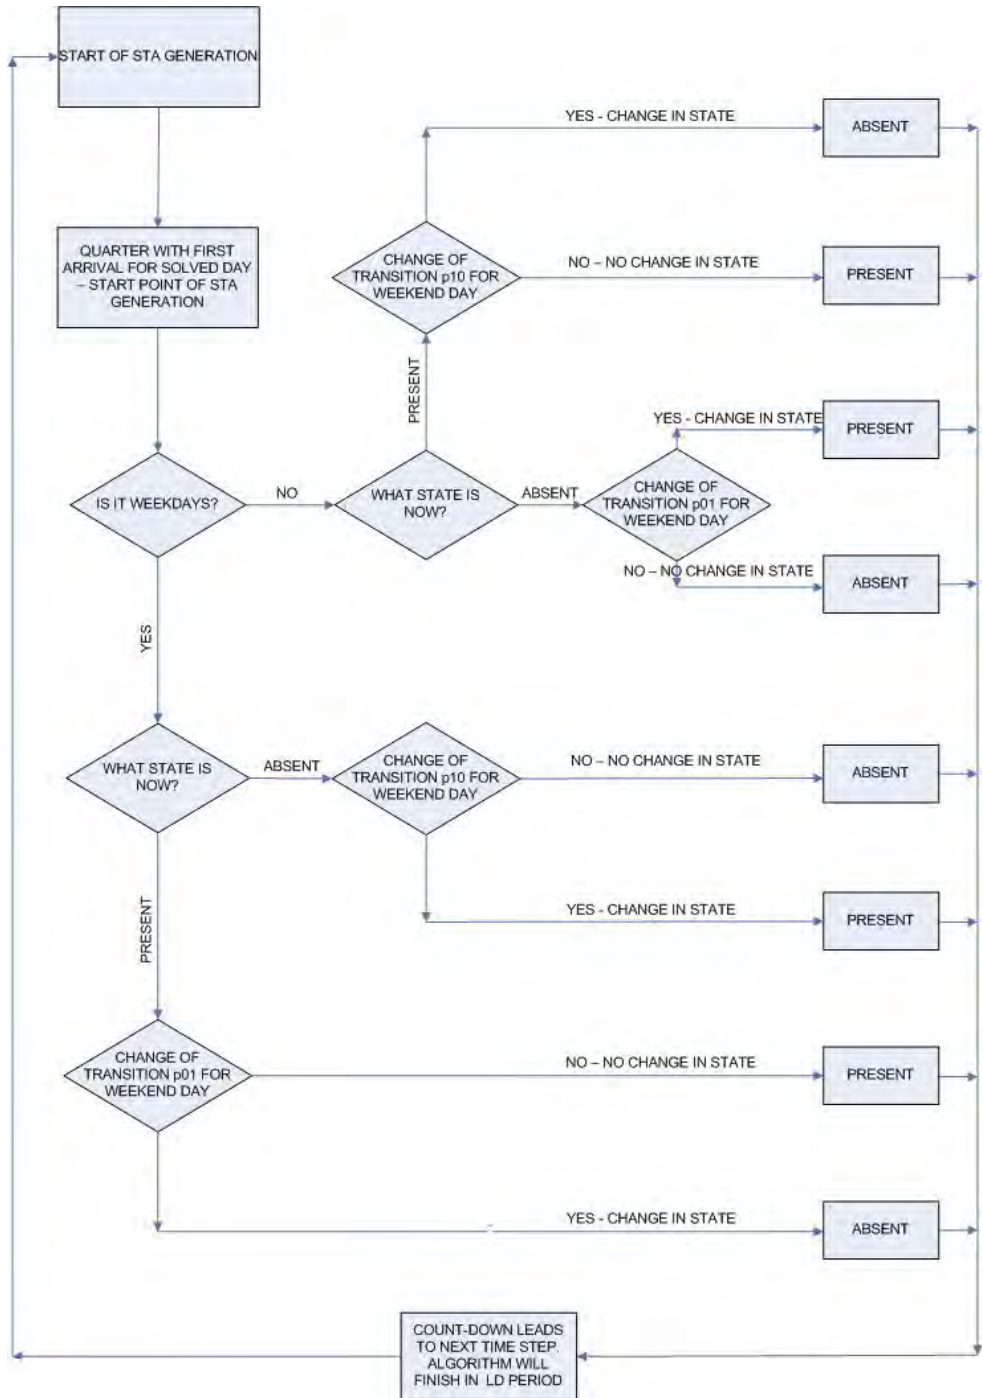 START OF STA GENERATION
YES - CHANGE IN STATE
ABSENT
QUARTER WITH FIRST
ARRIVAL FOR SOLVED DAY
– START POINT OF STA
GENERATION
CHANGE OF
TRANSITION p10 FOR
WEEKEND DAY
NO – NO CHANGE IN STATE
PRESENT
PRESENT
YES - CHANGE IN STATE
PRESENT
IS IT WEEKDAYS?
NO
WHAT STATE IS
NOW?
ABSENT
CHANGE OF
TRANSITION p01 FOR
WEEKEND DAY
NO – NO CHANGE IN STATE
ABSENT
YES
WHAT STATE IS
NOW?
ABSENT
CHANGE OF
TRANSITION p10 FOR
WEEKEND DAY
NO – NO CHANGE IN STATE
ABSENT
YES - CHANGE IN STATE
PRESENT
PRESENT
CHANGE OF
TRANSITION p01 FOR
WEEKEND DAY
NO – NO CHANGE IN STATE
PRESENT
YES - CHANGE IN STATE
ABSENT
COUNT-DOWN LEADS
TO NEXT TIME STEP.
ALGORITHM WILL
FINISH IN LD PERIOD